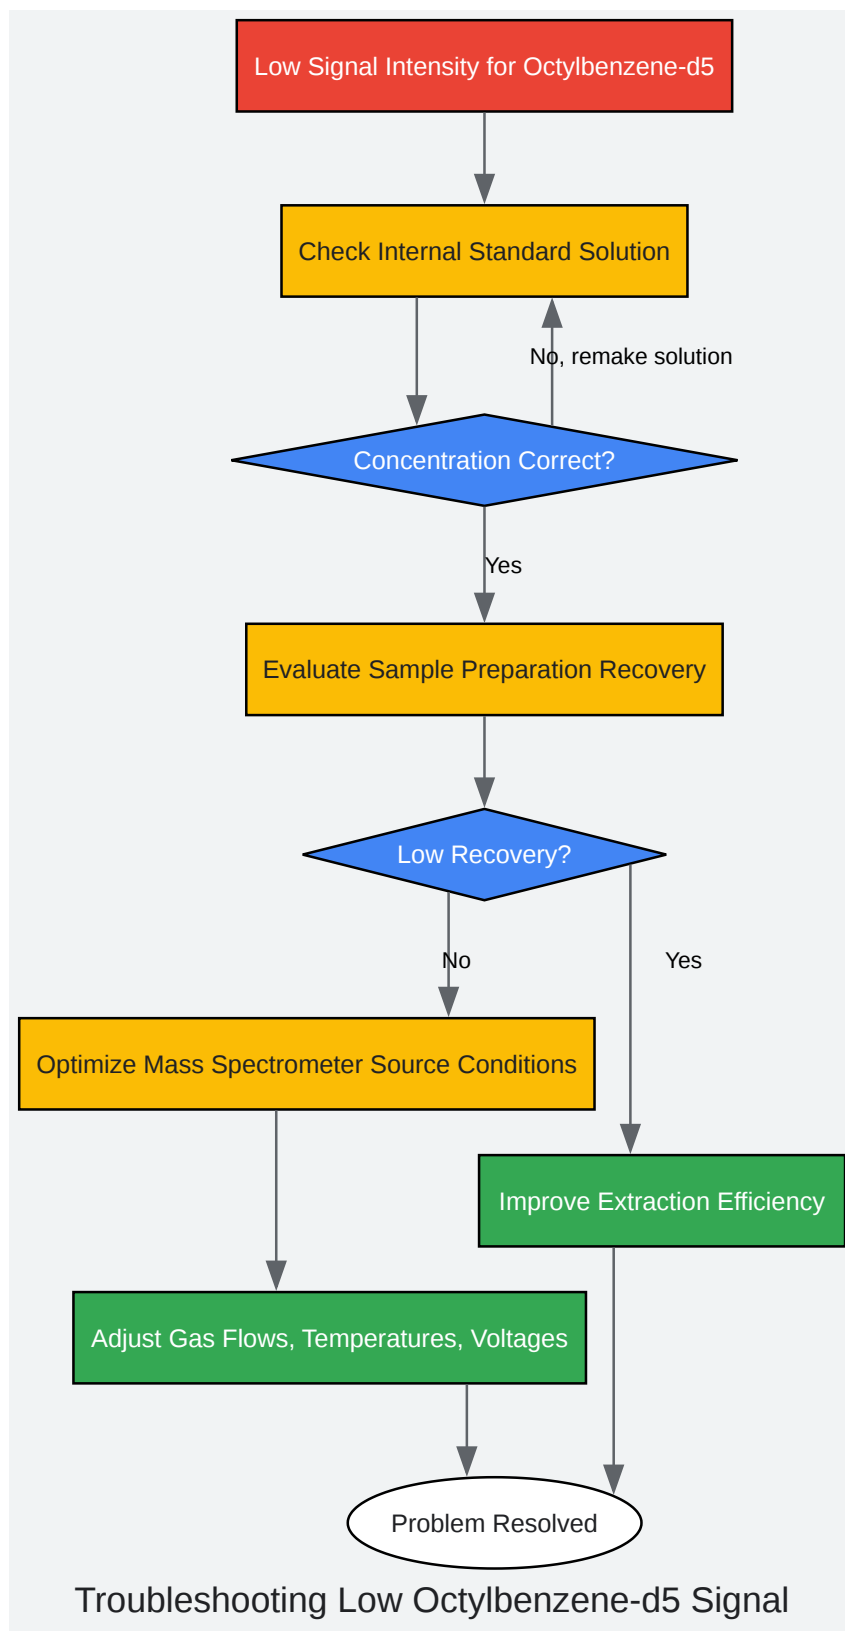 Low Signal Intensity for Octylbenzene-d5
Check Internal Standard Solution
No, remake solution
Concentration Correct?
Yes
Evaluate Sample Preparation Recovery
Low Recovery?
No
Yes
Optimize Mass Spectrometer Source Conditions
Improve Extraction Efficiency
Adjust Gas Flows, Temperatures, Voltages
Problem Resolved
Troubleshooting Low Octylbenzene-d5 Signal